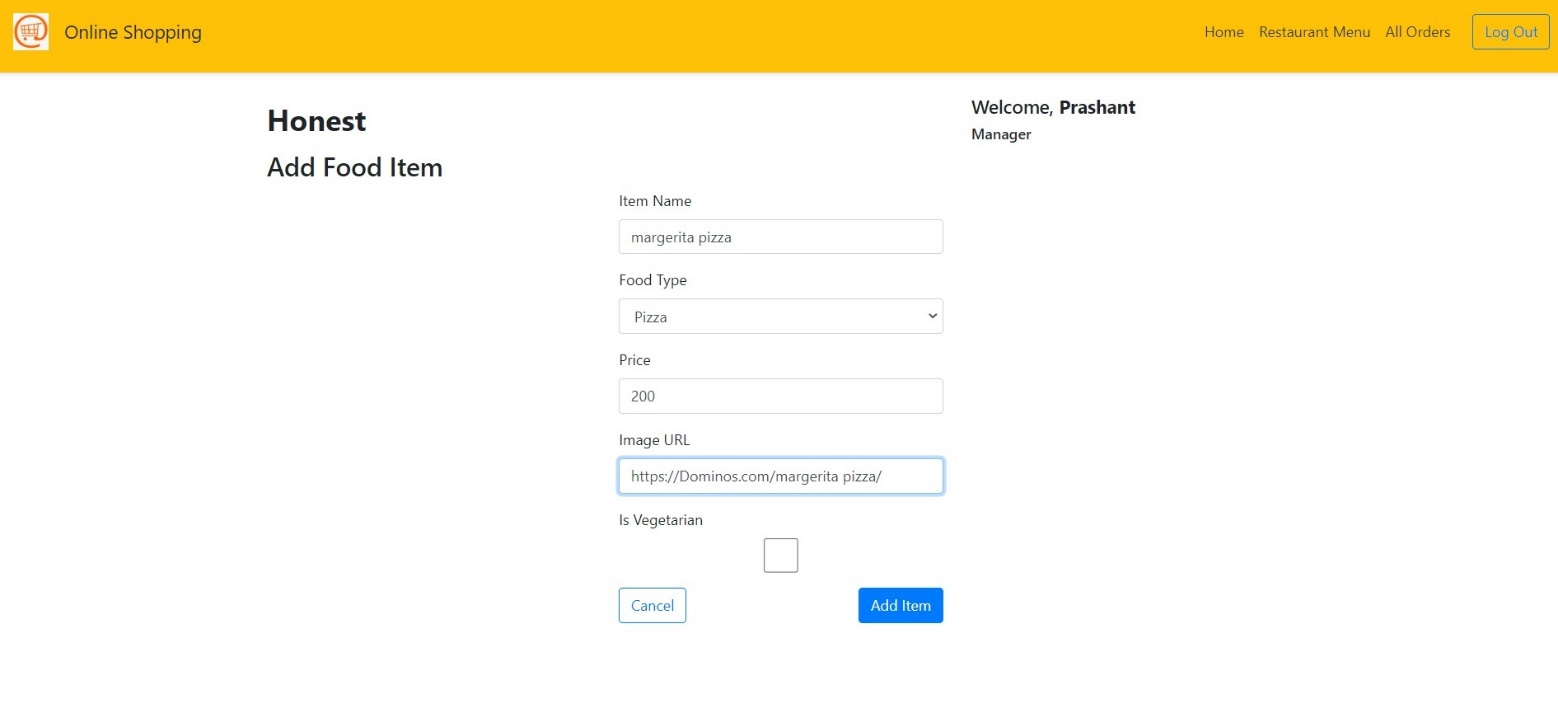 Online Shopping
Home Restaurant Menu All Orders Log Out
Honest
Welcome, Prashant
Manager
Add Food Item
Item Name
margerita pizza
Food Type
Pizza
Price
200
Image URL
https://Dominos.com/margerita pizza/
Is Vegetarian
Cancel Add Item